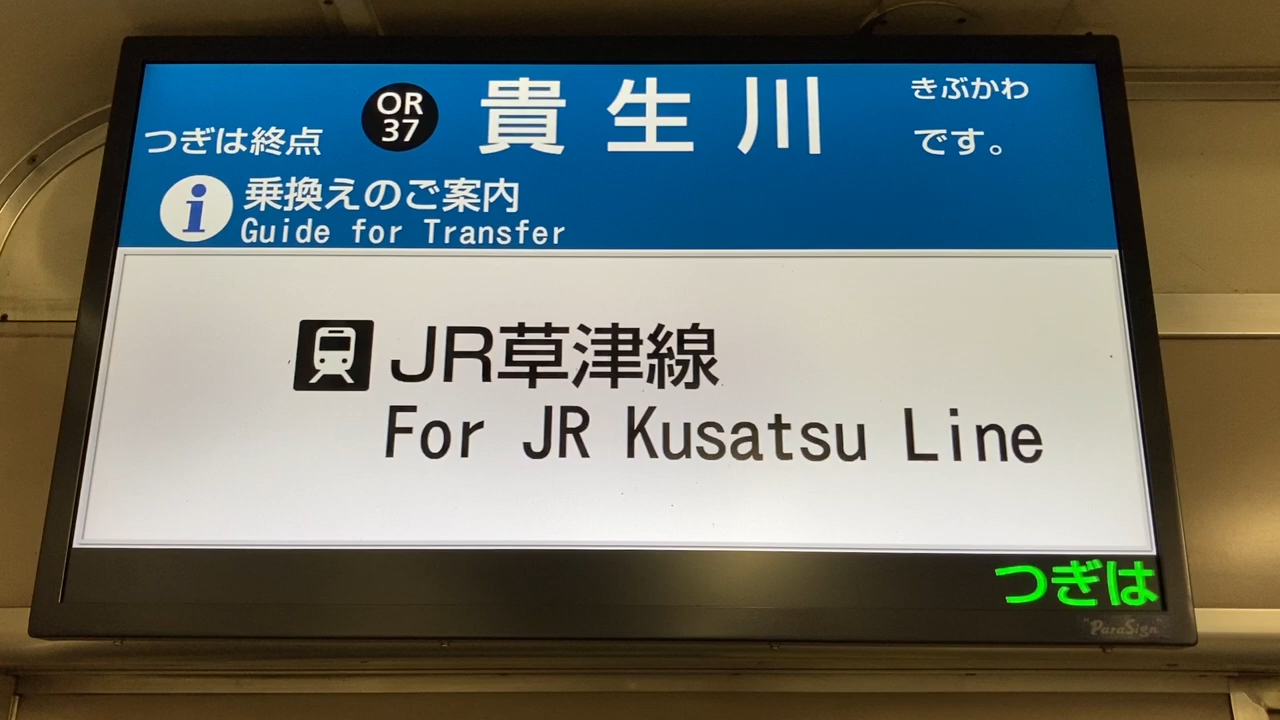 つぎは終点 OR 37 貴生川 きぶかわ です。
乗換えのご案内
Guide for Transfer
JR草津線
For JR Kusatsu Line
つぎは
"ParaSign"